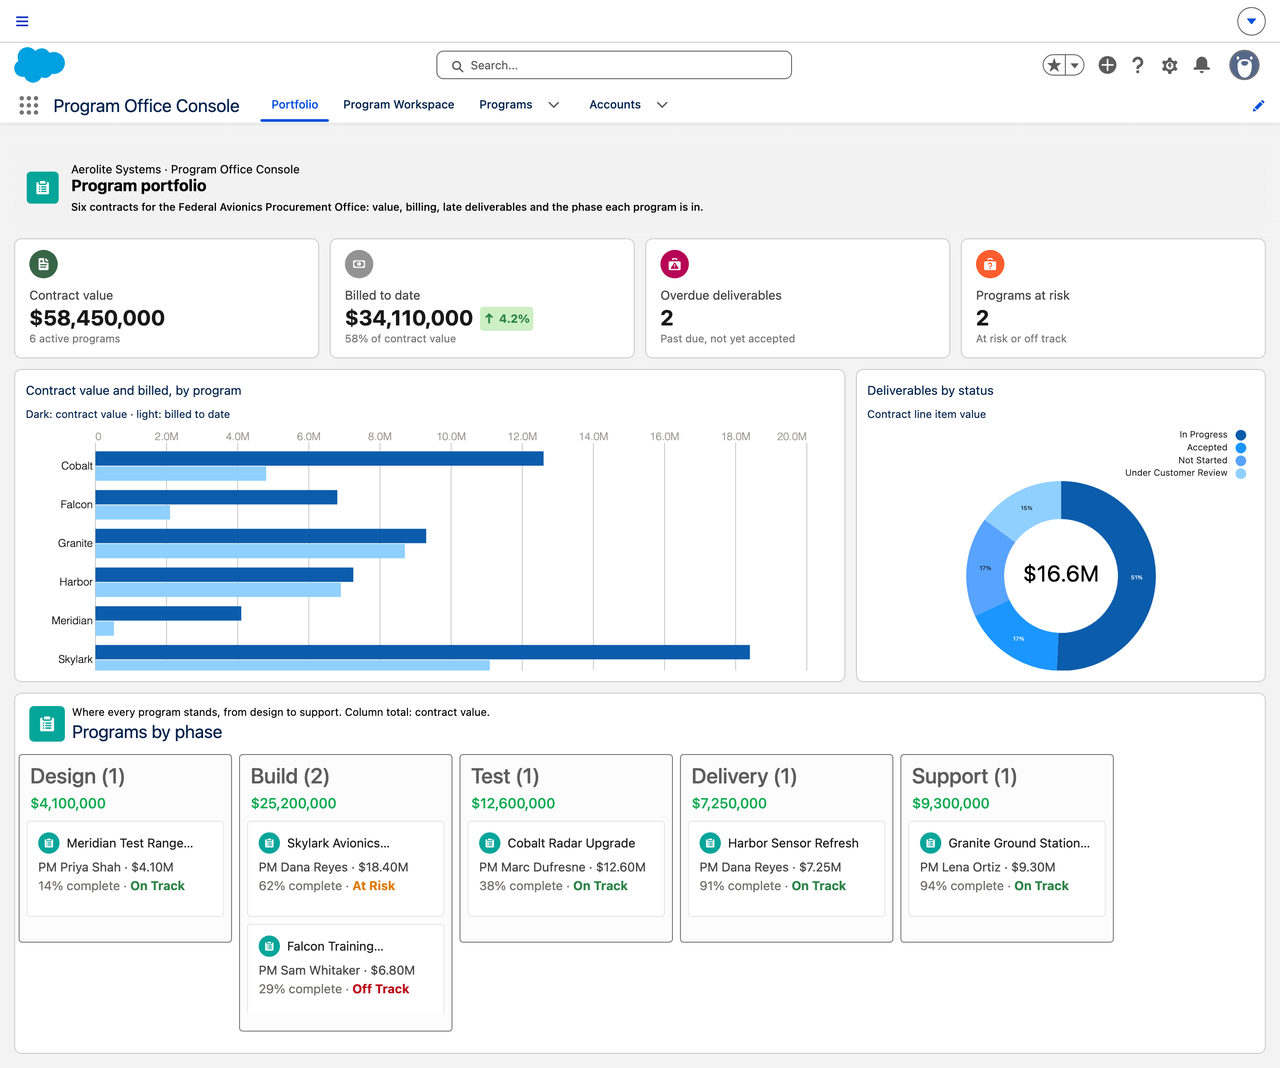 Search...
Program Office Console
Portfolio
Program Workspace
Programs
Accounts
Aerolite Systems · Program Office Console
Program portfolio
Six contracts for the Federal Avionics Procurement Office: value, billing, late deliverables and the phase each program is in.
Contract value
$58,450,000
6 active programs
Billed to date
$34,110,000 ↑ 4.2%
58% of contract value
Overdue deliverables
2
Past due, not yet accepted
Programs at risk
2
At risk or off track
Contract value and billed, by program
Dark: contract value · light: billed to date
0 2.0M 4.0M 6.0M 8.0M 10.0M 12.0M 14.0M 16.0M 18.0M 20.0M
Cobalt
Falcon
Granite
Harbor
Meridian
Skylark
Deliverables by status
Contract line item value
In Progress
Accepted
Not Started
Under Customer Review
15%
17%
51%
17%
$16.6M
Where every program stands, from design to support. Column total: contract value.
Programs by phase
Design (1)
$4,100,000
Meridian Test Range...
PM Priya Shah · $4.10M
14% complete · On Track
Build (2)
$25,200,000
Skylark Avionics...
PM Dana Reyes · $18.40M
62% complete · At Risk
Falcon Training...
PM Sam Whitaker · $6.80M
29% complete · Off Track
Test (1)
$12,600,000
Cobalt Radar Upgrade
PM Marc Dufresne · $12.60M
38% complete · On Track
Delivery (1)
$7,250,000
Harbor Sensor Refresh
PM Dana Reyes · $7.25M
91% complete · On Track
Support (1)
$9,300,000
Granite Ground Station...
PM Lena Ortiz · $9.30M
94% complete · On Track